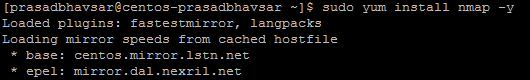 [prasadbhavsar@centos-prasadbhavsar ~]$ sudo yum install nmap -y
Loaded plugins: fastestmirror, langpacks
Loading mirror speeds from cached hostfile
 * base: centos.mirror.lstn.net
 * epel: mirror.dal.nexril.net